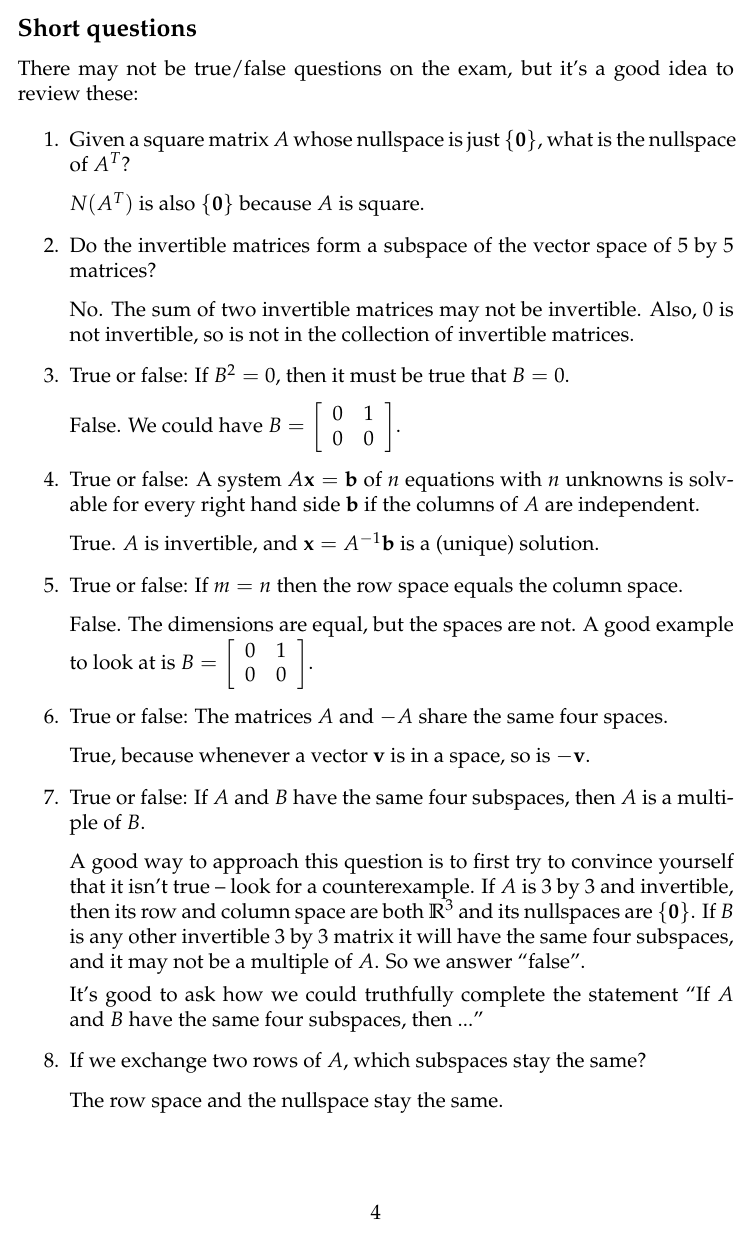 Short questions
There may not be true/false questions on the exam, but it's a good idea to
review these:
1. Given a square matrix A whose nullspace is just {0}, what is the nullspace
of Aᵀ?
N(Aᵀ) is also {0} because A is square.
2. Do the invertible matrices form a subspace of the vector space of 5 by 5
matrices?
No. The sum of two invertible matrices may not be invertible. Also, 0 is
not invertible, so is not in the collection of invertible matrices.
3. True or false: If B² = 0, then it must be true that B = 0.
False. We could have B = [ 0 1
0 0 ].
4. True or false: A system Ax = b of n equations with n unknowns is solv-
able for every right hand side b if the columns of A are independent.
True. A is invertible, and x = A⁻¹b is a (unique) solution.
5. True or false: If m = n then the row space equals the column space.
False. The dimensions are equal, but the spaces are not. A good example
to look at is B = [ 0 1
0 0 ].
6. True or false: The matrices A and −A share the same four spaces.
True, because whenever a vector v is in a space, so is −v.
7. True or false: If A and B have the same four subspaces, then A is a multi-
ple of B.
A good way to approach this question is to first try to convince yourself
that it isn't true – look for a counterexample. If A is 3 by 3 and invertible,
then its row and column space are both ℝ³ and its nullspaces are {0}. If B
is any other invertible 3 by 3 matrix it will have the same four subspaces,
and it may not be a multiple of A. So we answer "false".
It's good to ask how we could truthfully complete the statement "If A
and B have the same four subspaces, then ..."
8. If we exchange two rows of A, which subspaces stay the same?
The row space and the nullspace stay the same.
4